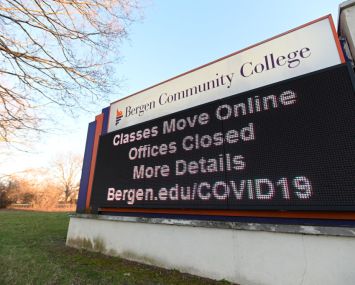 Bergen Community College
Classes Move Online
Offices Closed
More Details
Bergen.edu/COVID19